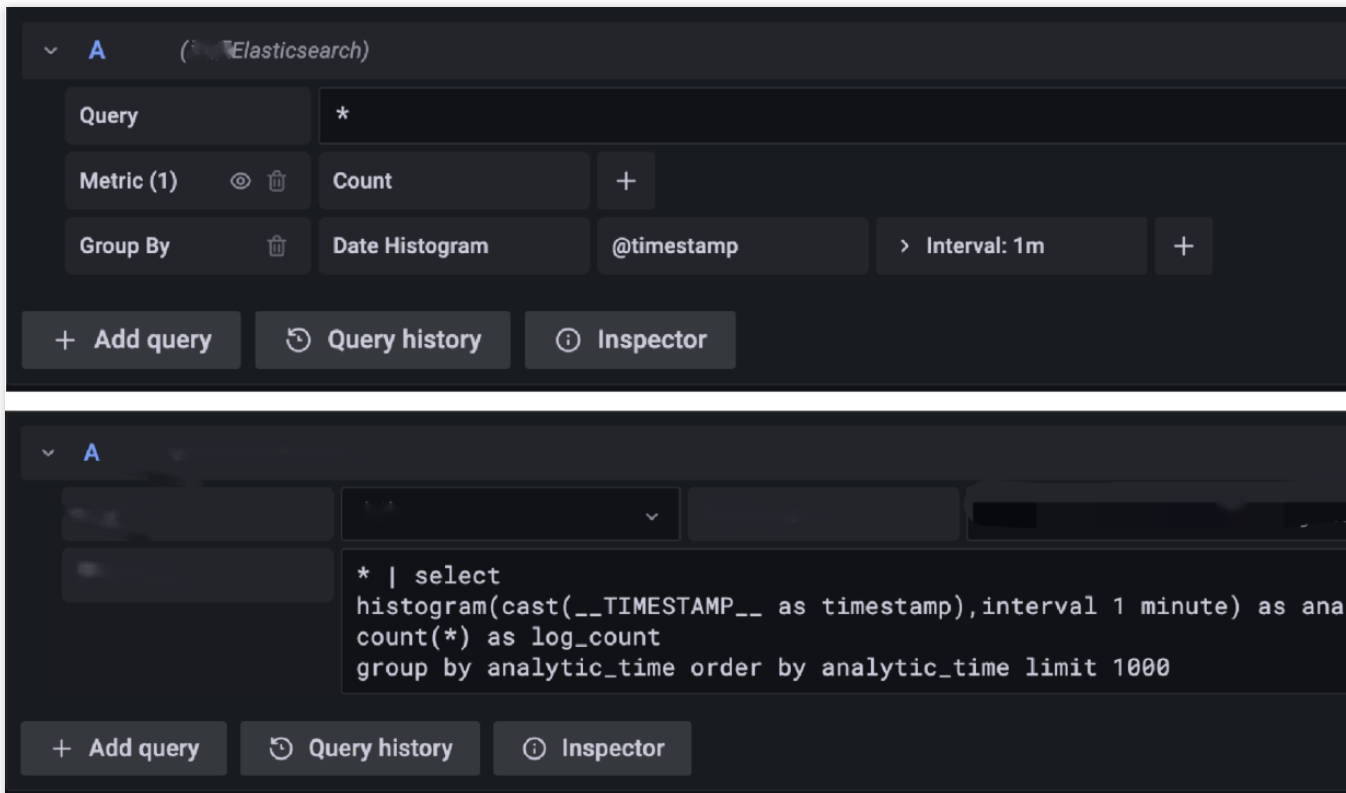 A (Elasticsearch)
Query *
Metric (1) Count +
Group By Date Histogram @timestamp > Interval: 1m +
+ Add query Query history Inspector
A
* | select
histogram(cast(__TIMESTAMP__ as timestamp),interval 1 minute) as ana
count(*) as log_count
group by analytic_time order by analytic_time limit 1000
+ Add query Query history Inspector